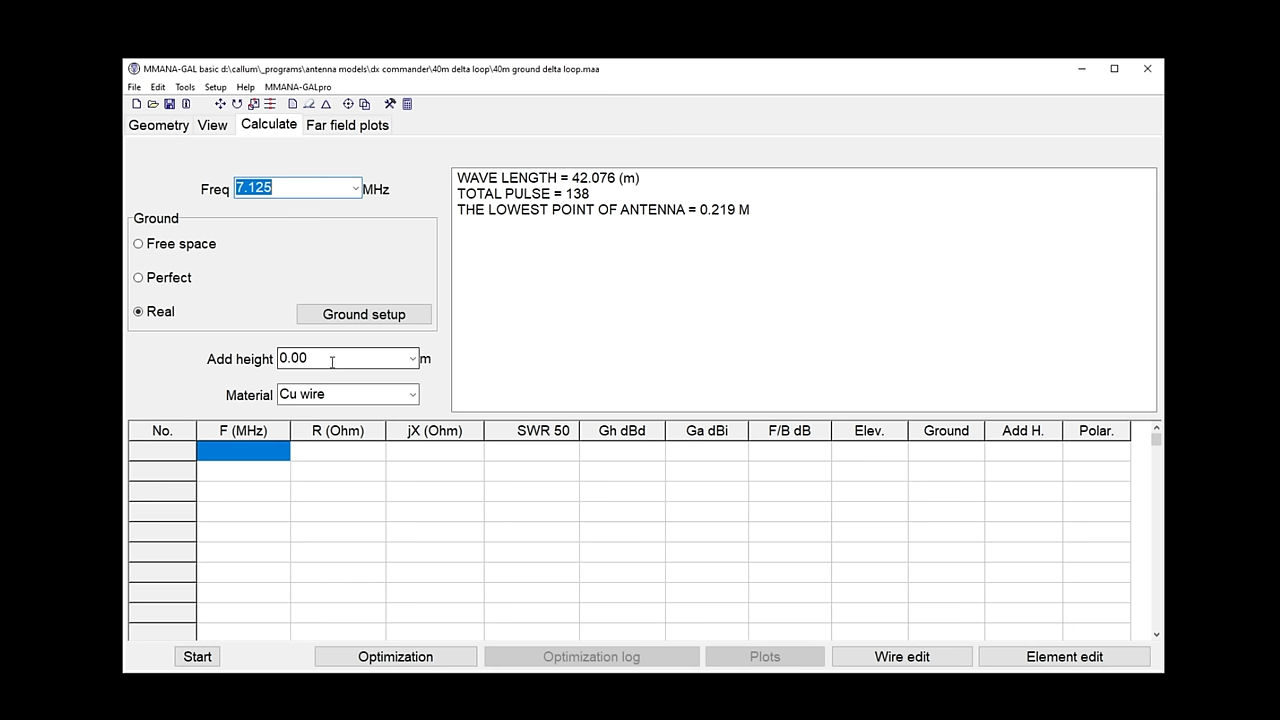 MMANA-GAL basic d:\callum\_programs\antenna models\dx commander\40m delta loop\40m ground delta loop.maa
File Edit Tools Setup Help MMANA-GALpro
Geometry View Calculate Far field plots
Freq 7.125 MHz
Ground
Free space
Perfect
Real Ground setup
Add height 0.00 m
Material Cu wire
WAVE LENGTH = 42.076 (m)
TOTAL PULSE = 138
THE LOWEST POINT OF ANTENNA = 0.219 M
No. F (MHz) R (Ohm) jX (Ohm) SWR 50 Gh dBd Ga dBi F/B dB Elev. Ground Add H. Polar.
Start Optimization Optimization log Plots Wire edit Element edit